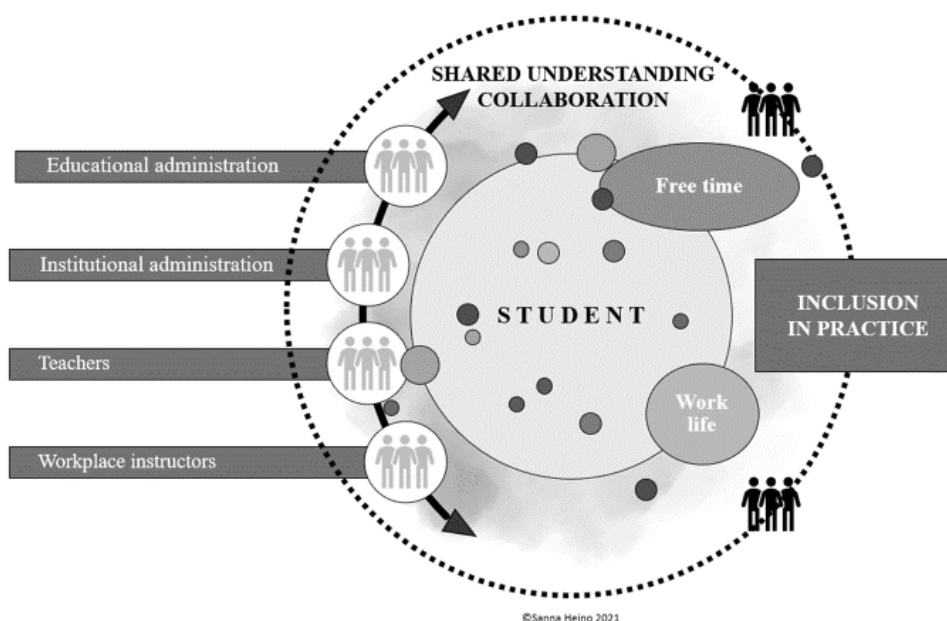 SHARED UNDERSTANDING
COLLABORATION
Educational administration
Free time
Institutional administration
INCLUSION
IN PRACTICE
STUDENT
Teachers
Work
life
Workplace instructors
©Sanna Heino 2021